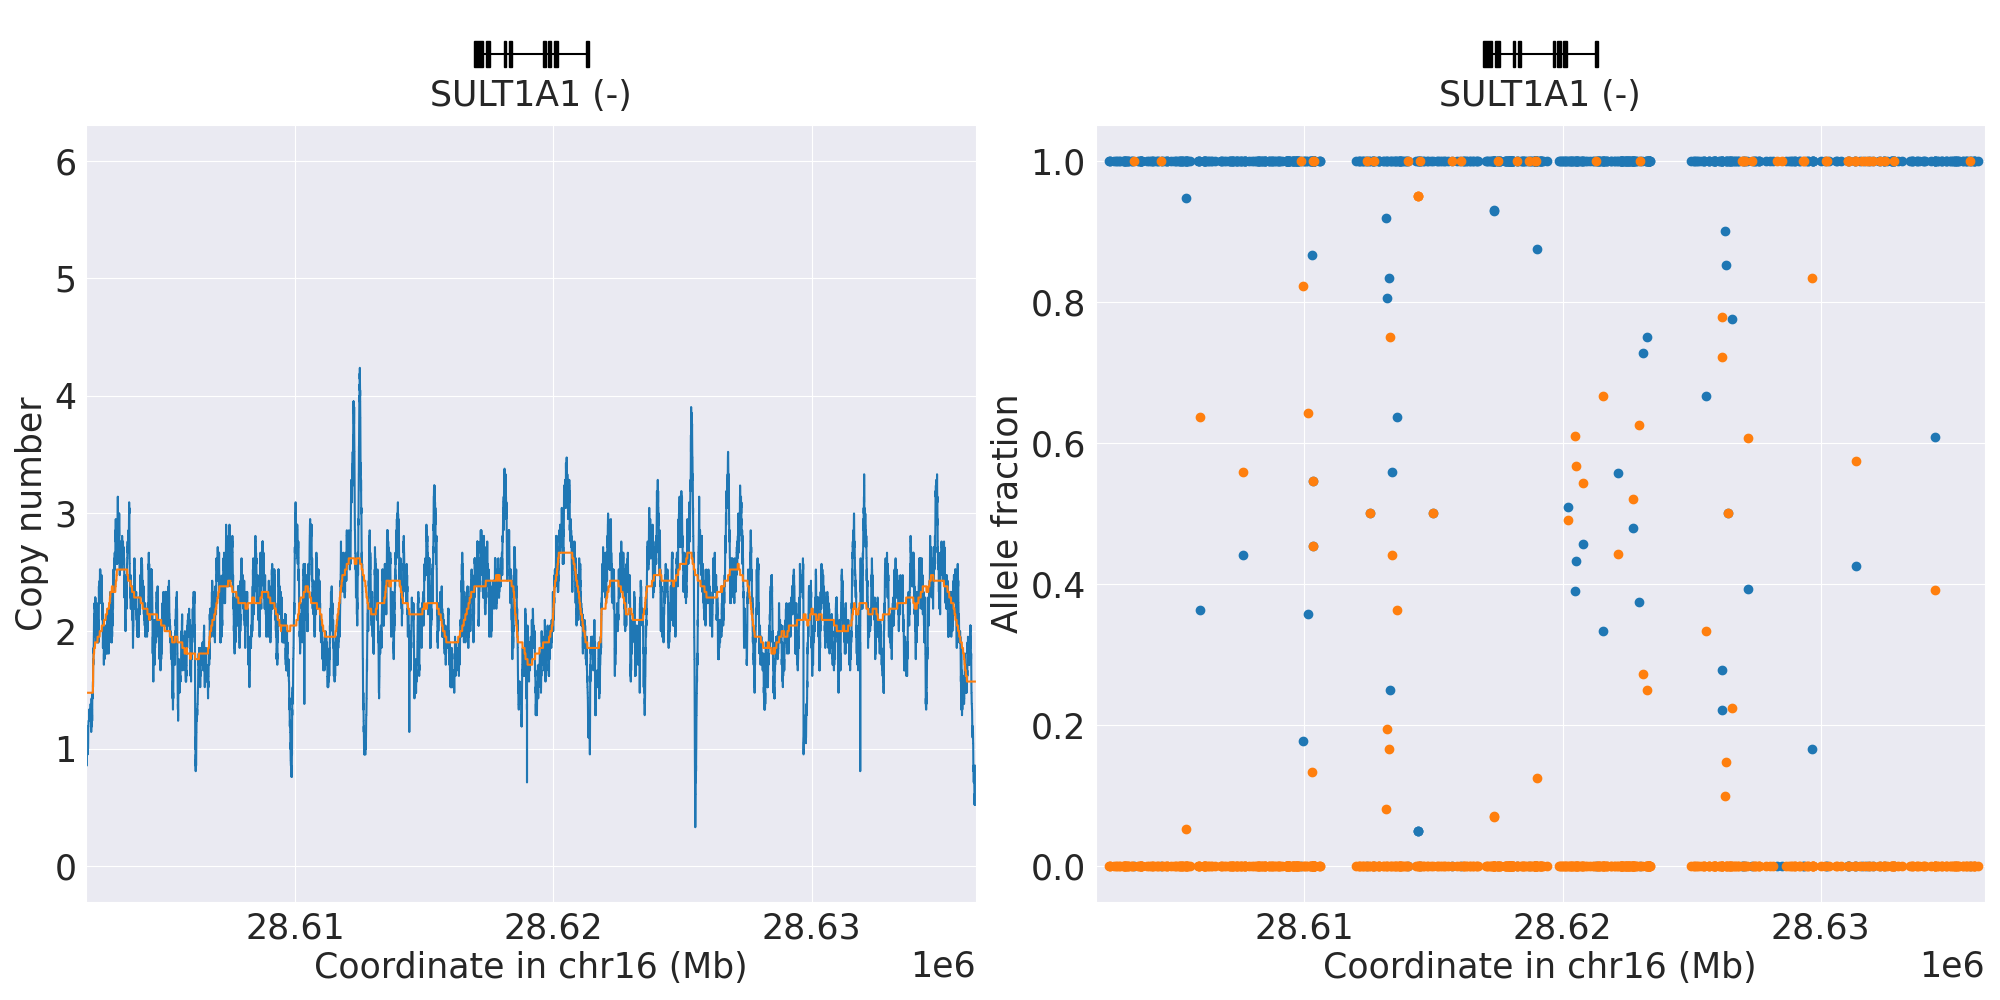 SULT1A1 (-)
6
5
4
3
2
1
0
Copy number
28.61
28.62
28.63
Coordinate in chr16 (Mb)
1e6
SULT1A1 (-)
1.0
0.8
0.6
0.4
0.2
0.0
Allele fraction
28.61
28.62
28.63
Coordinate in chr16 (Mb)
1e6